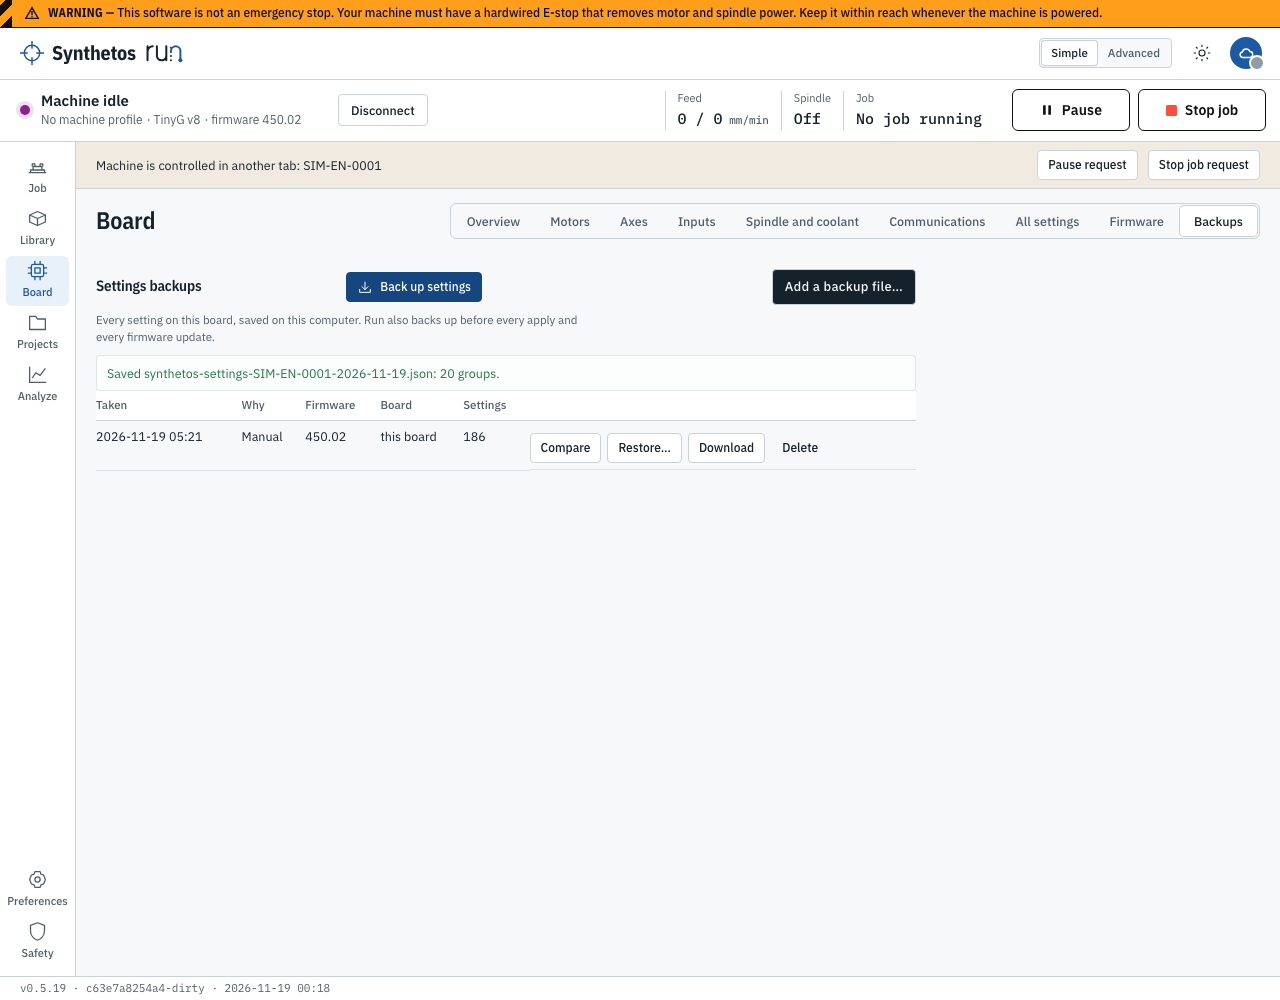 WARNING — This software is not an emergency stop. Your machine must have a hardwired E-stop that removes motor and spindle power. Keep it within reach whenever the machine is powered.
Synthetos run
Simple
Advanced
Machine idle
No machine profile · TinyG v8 · firmware 450.02
Disconnect
Feed
0 / 0 mm/min
Spindle
Off
Job
No job running
Pause
Stop job
Machine is controlled in another tab: SIM-EN-0001
Pause request
Stop job request
Job
Library
Board
Projects
Analyze
Preferences
Safety
Board
Overview
Motors
Axes
Inputs
Spindle and coolant
Communications
All settings
Firmware
Backups
Settings backups
Back up settings
Add a backup file...
Every setting on this board, saved on this computer. Run also backs up before every apply and
every firmware update.
Saved synthetos-settings-SIM-EN-0001-2026-11-19.json: 20 groups.
Taken Why Firmware Board Settings
2026-11-19 05:21 Manual 450.02 this board 186
Compare
Restore...
Download
Delete
v0.5.19 · c63e7a8254a4-dirty · 2026-11-19 00:18